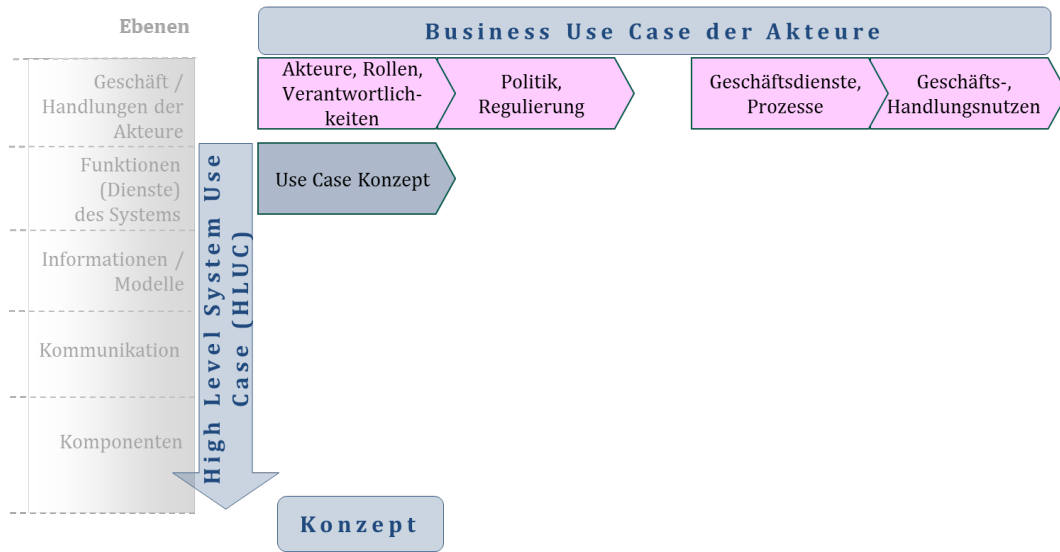 Ebenen
Business Use Case der Akteure
Geschäft /
Handlungen der
Akteure
Akteure, Rollen,
Verantwortlich-
keiten
Politik,
Regulierung
Geschäftsdienste,
Prozesse
Geschäfts-,
Handlungsnutzen
Funktionen
(Dienste)
des Systems
Use Case Konzept
High Level System Use
Case (HLUC)
Informationen /
Modelle
Kommunikation
Komponenten
Konzept